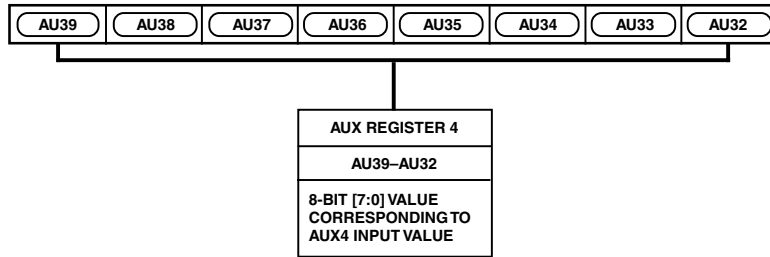 AU39 AU38 AU37 AU36 AU35 AU34 AU33 AU32
AUX REGISTER 4
AU39–AU32
8-BIT [7:0] VALUE
CORRESPONDING TO
AUX4 INPUT VALUE